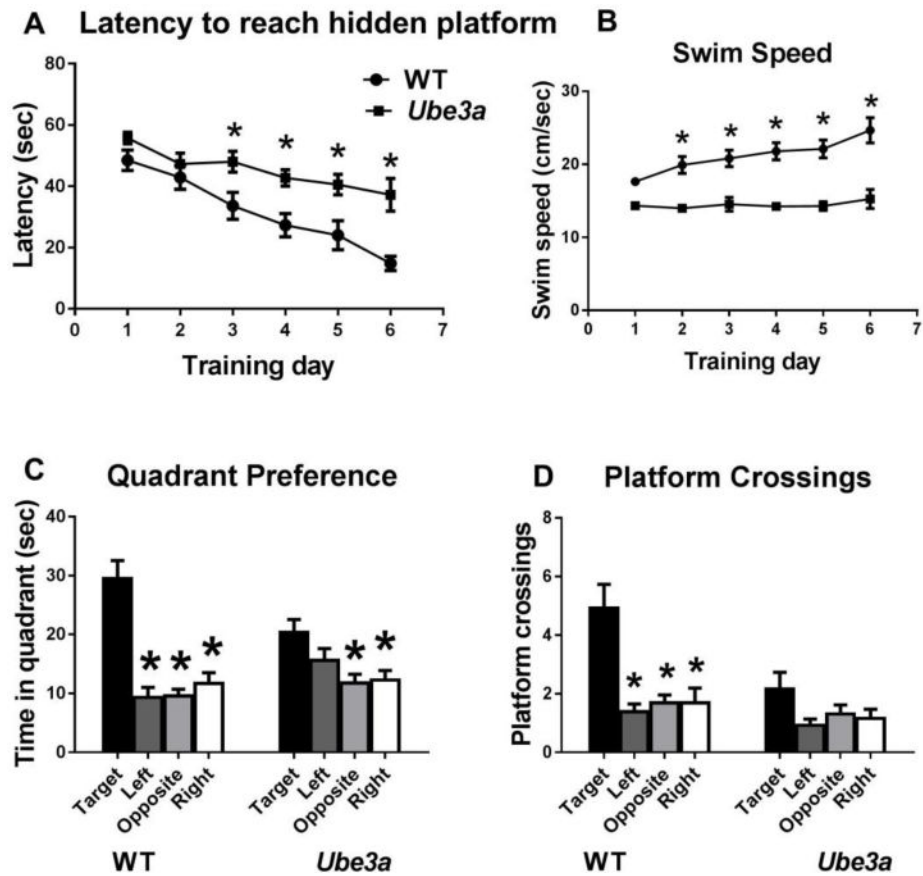 A Latency to reach hidden platform
80
60
40
20
0
Latency (sec)
WT
Ube3a
* * * *
0 1 2 3 4 5 6 7
Training day
B
Swim Speed
30
20
10
0
Swim speed (cm/sec)
* * * * *
0 1 2 3 4 5 6 7
Training day
C Quadrant Preference
40
30
20
10
0
Time in quadrant (sec)
* * *
* *
Target Left Opposite Right
Target Left Opposite Right
WT Ube3a
D Platform Crossings
8
6
4
2
0
Platform crossings
* * *
Target Left Opposite Right
Target Left Opposite Right
WT Ube3a